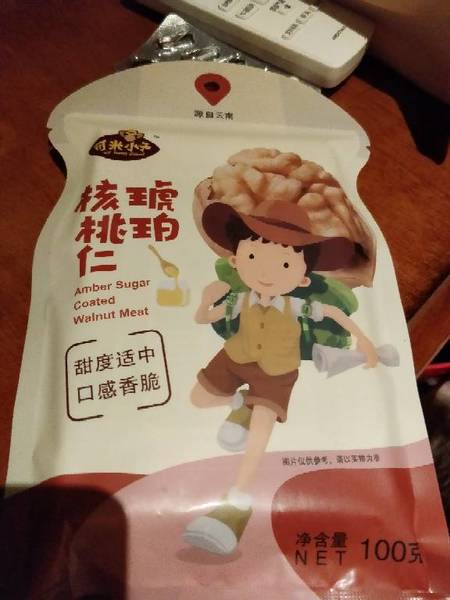 源自云南
琥珀
核桃
仁
Amber Sugar
Coated
Walnut Meat
甜度适中
口感香脆
图片仅供参考，请以实物为准
净含量
NET 100克